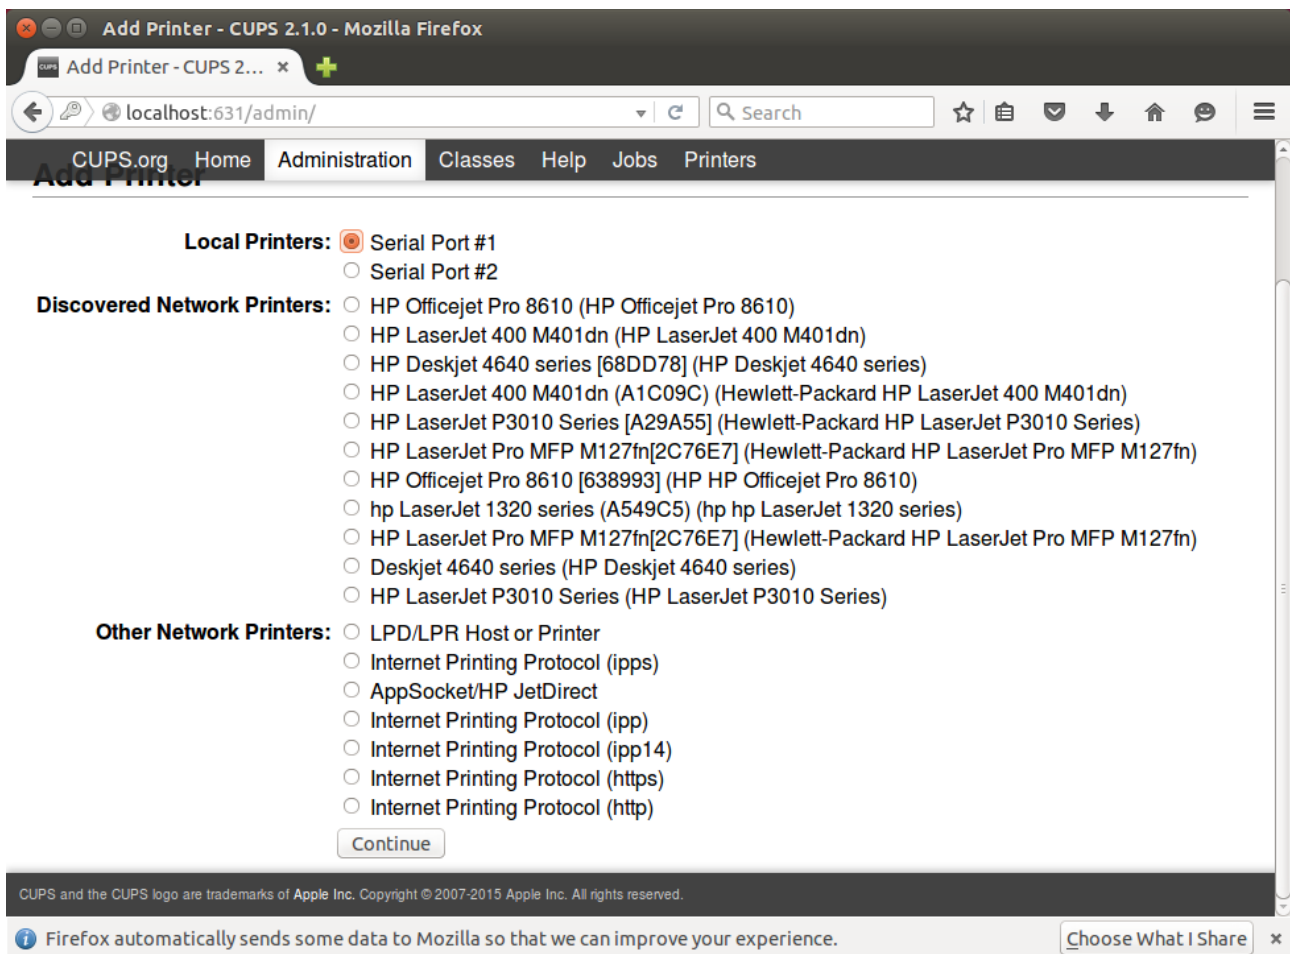 Add Printer - CUPS 2.1.0 - Mozilla Firefox
CUPS Add Printer - CUPS 2... ×
localhost:631/admin/ Search
CUPS.org Home Administration Classes Help Jobs Printers
Add Printer
Local Printers: Serial Port #1
Serial Port #2
Discovered Network Printers: HP Officejet Pro 8610 (HP Officejet Pro 8610)
HP LaserJet 400 M401dn (HP LaserJet 400 M401dn)
HP Deskjet 4640 series [68DD78] (HP Deskjet 4640 series)
HP LaserJet 400 M401dn (A1C09C) (Hewlett-Packard HP LaserJet 400 M401dn)
HP LaserJet P3010 Series [A29A55] (Hewlett-Packard HP LaserJet P3010 Series)
HP LaserJet Pro MFP M127fn[2C76E7] (Hewlett-Packard HP LaserJet Pro MFP M127fn)
HP Officejet Pro 8610 [638993] (HP HP Officejet Pro 8610)
hp LaserJet 1320 series (A549C5) (hp hp LaserJet 1320 series)
HP LaserJet Pro MFP M127fn[2C76E7] (Hewlett-Packard HP LaserJet Pro MFP M127fn)
Deskjet 4640 series (HP Deskjet 4640 series)
HP LaserJet P3010 Series (HP LaserJet P3010 Series)
Other Network Printers: LPD/LPR Host or Printer
Internet Printing Protocol (ipps)
AppSocket/HP JetDirect
Internet Printing Protocol (ipp)
Internet Printing Protocol (ipp14)
Internet Printing Protocol (https)
Internet Printing Protocol (http)
Continue
CUPS and the CUPS logo are trademarks of Apple Inc. Copyright © 2007-2015 Apple Inc. All rights reserved.
Firefox automatically sends some data to Mozilla so that we can improve your experience. Choose What I Share ×